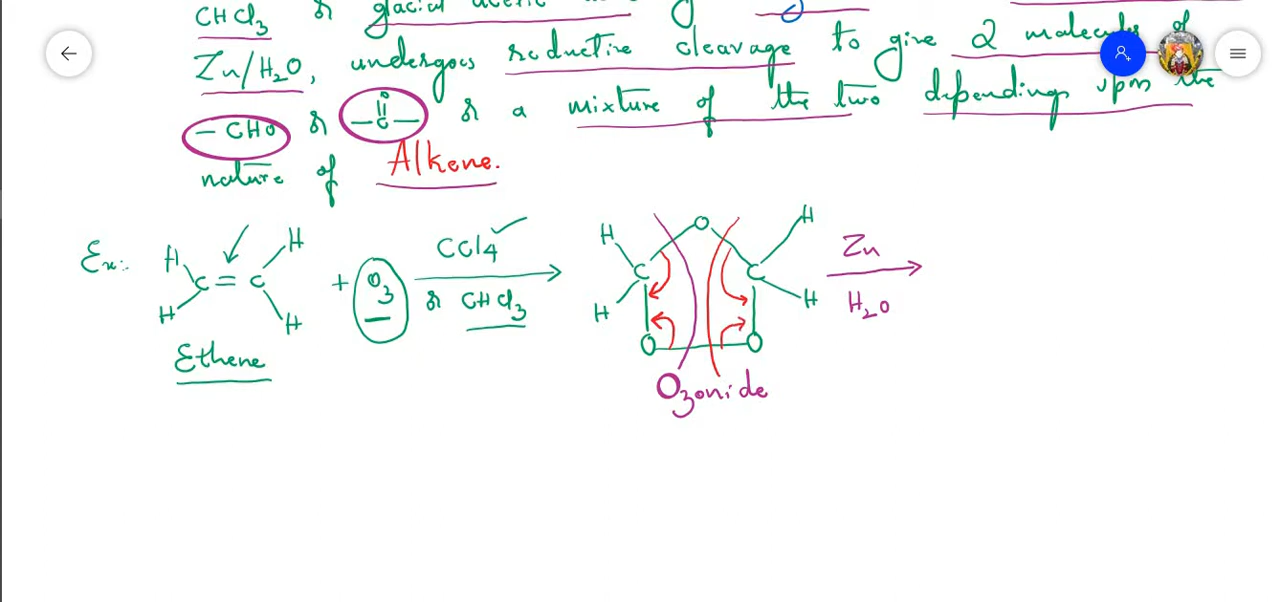 CHCl3 & glacial acetic
Zn/H2O, undergoes reductive cleavage to give 2 molecules of
- CHO & -C- O & a mixture of the two depending upon the
nature of Alkene.
Ex:- H H C = C H H + O3 CCl4 & CHCl3 H H C O C H H O O Zn H2O
Ethene
Ozonide